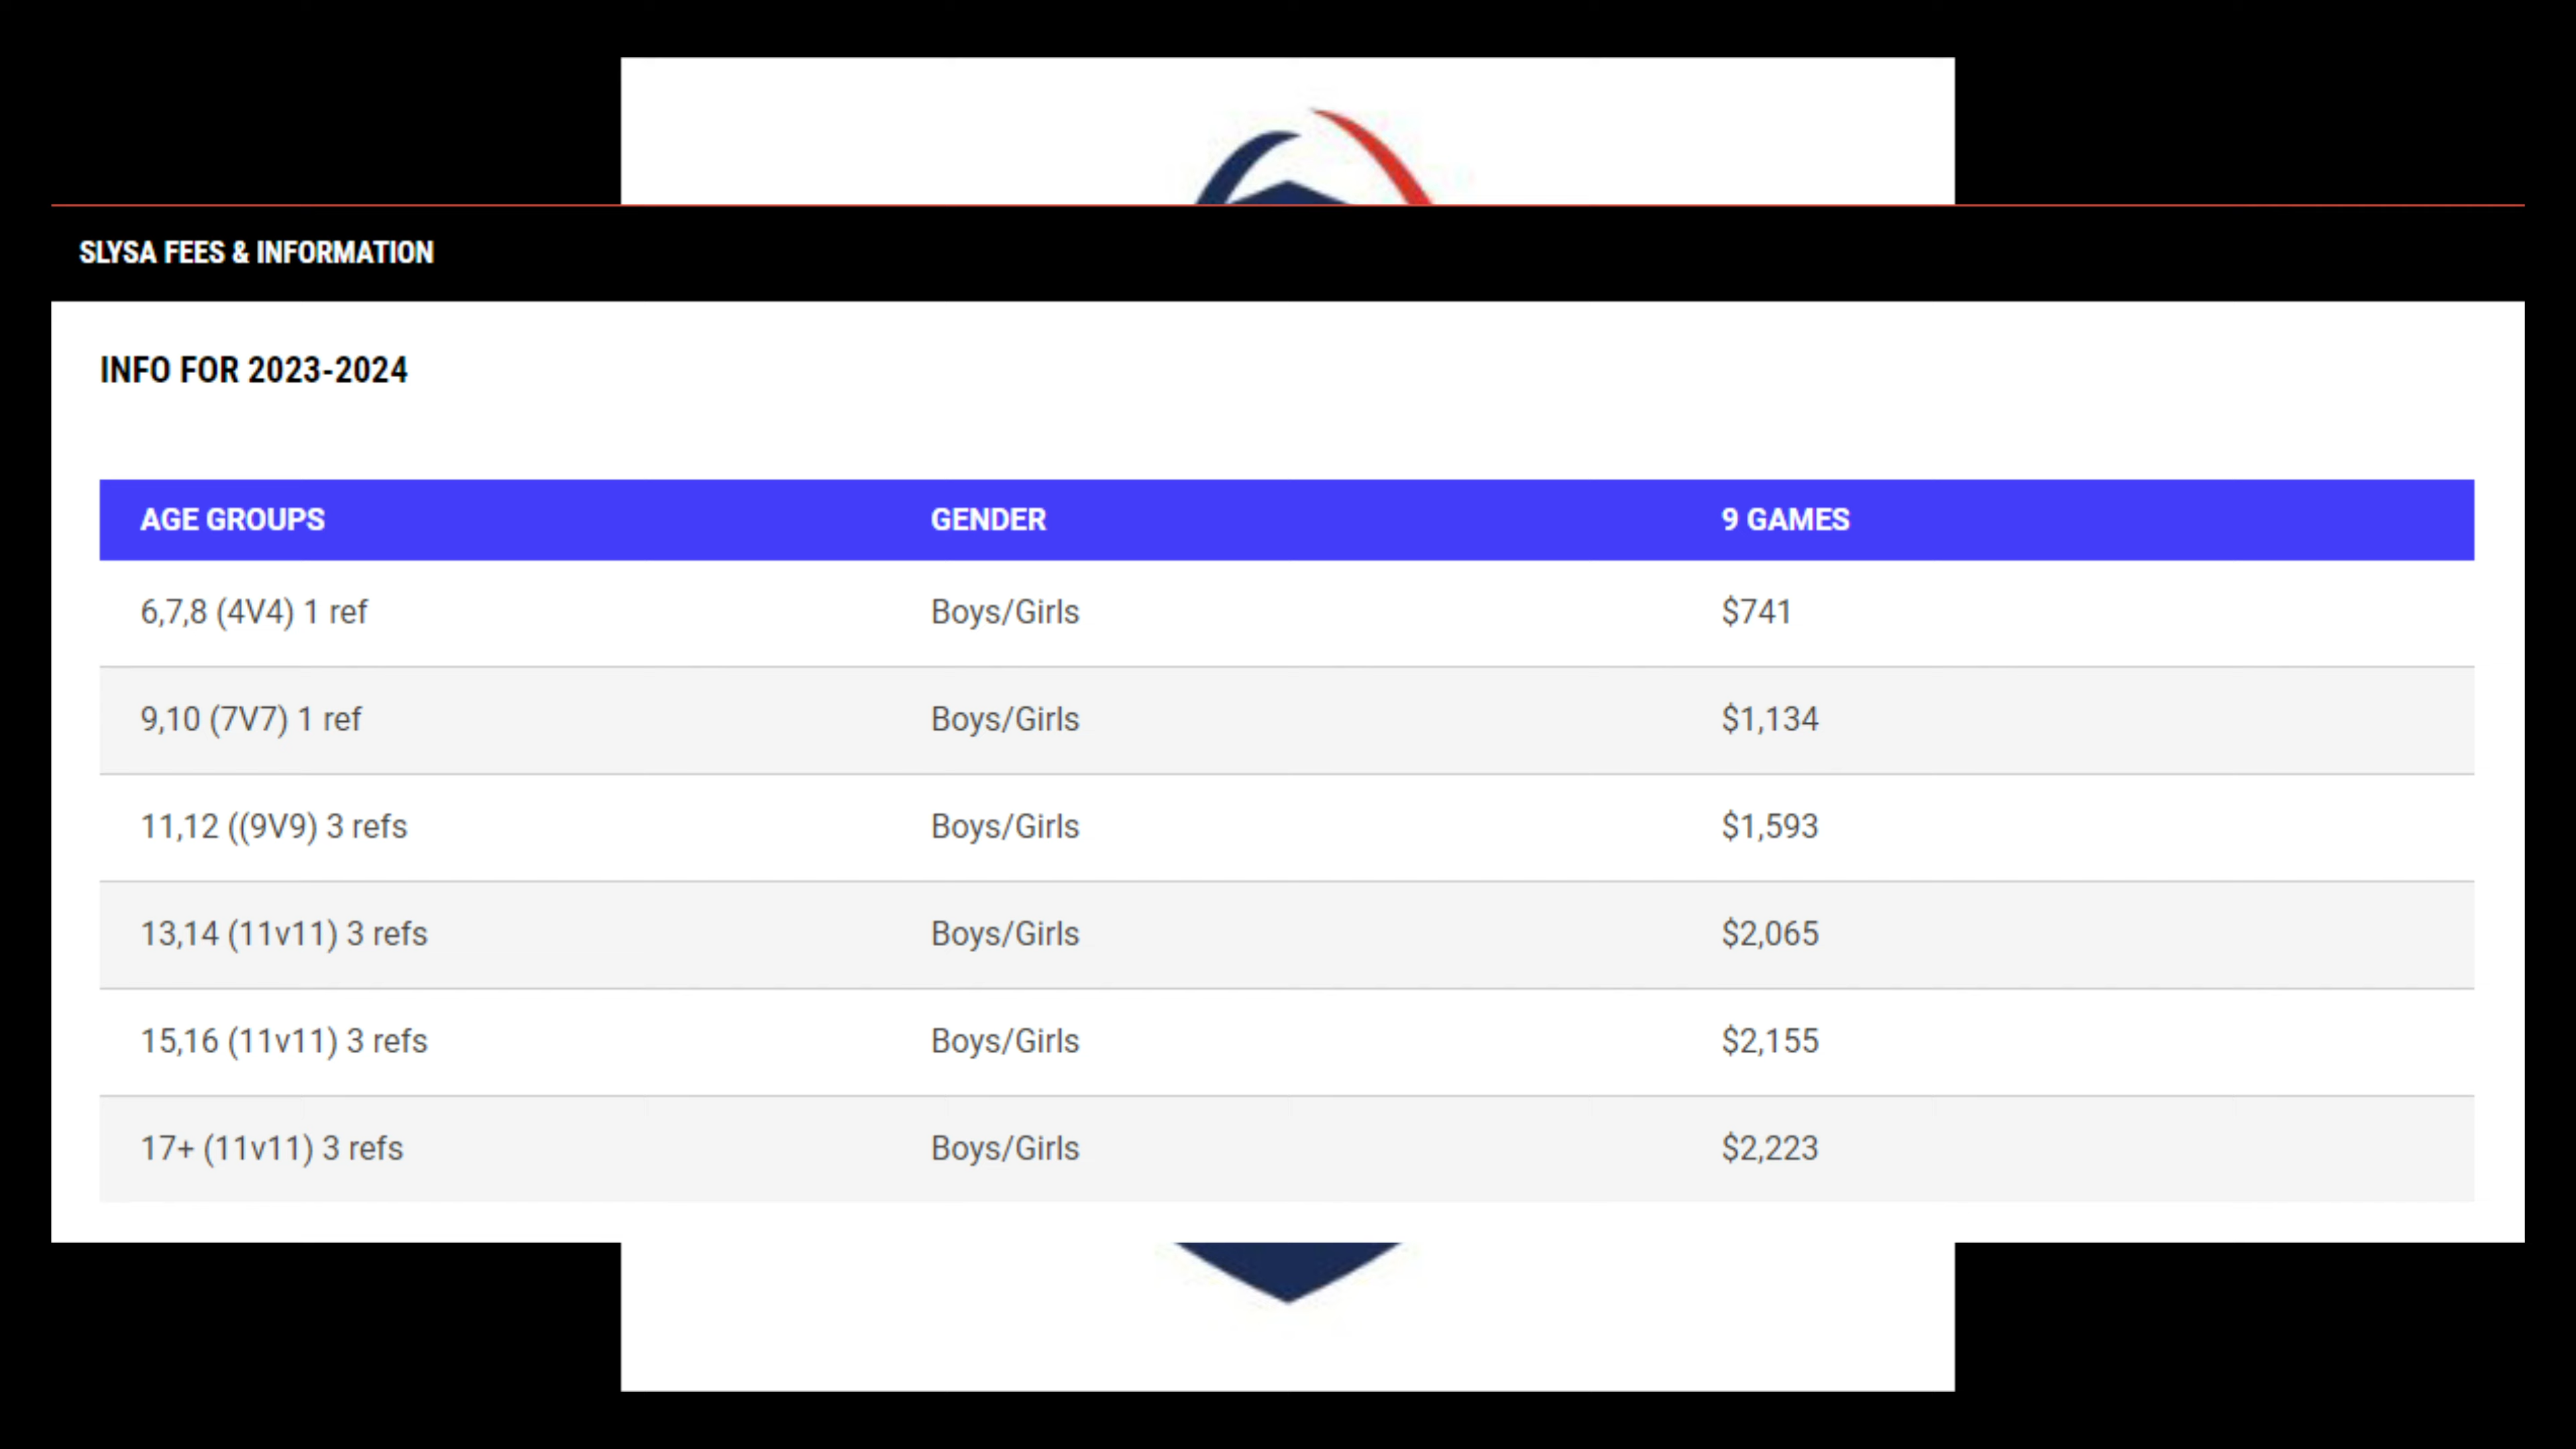 SLYSA FEES & INFORMATION
INFO FOR 2023-2024
AGE GROUPS GENDER 9 GAMES
6,7,8 (4V4) 1 ref Boys/Girls $741
9,10 (7V7) 1 ref Boys/Girls $1,134
11,12 ((9V9) 3 refs Boys/Girls $1,593
13,14 (11v11) 3 refs Boys/Girls $2,065
15,16 (11v11) 3 refs Boys/Girls $2,155
17+ (11v11) 3 refs Boys/Girls $2,223